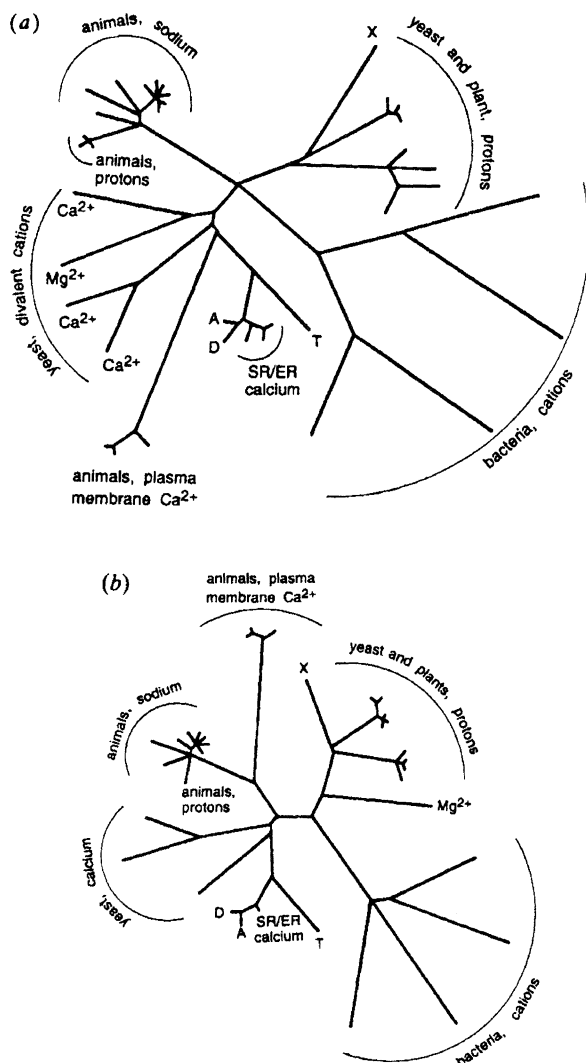 (a)
animals, sodium
X
yeast and plant, protons
animals,
protons
Ca2+
Mg2+
Ca2+
Ca2+
yeast, divalent cations
A
D
T
SR/ER
calcium
bacteria, cations
animals, plasma
membrane Ca2+
(b)
animals, plasma
membrane Ca2+
X
yeast and plants, protons
animals, sodium
animals,
protons
Mg2+
yeast, calcium
D
A
SR/ER
calcium
T
bacteria, cations